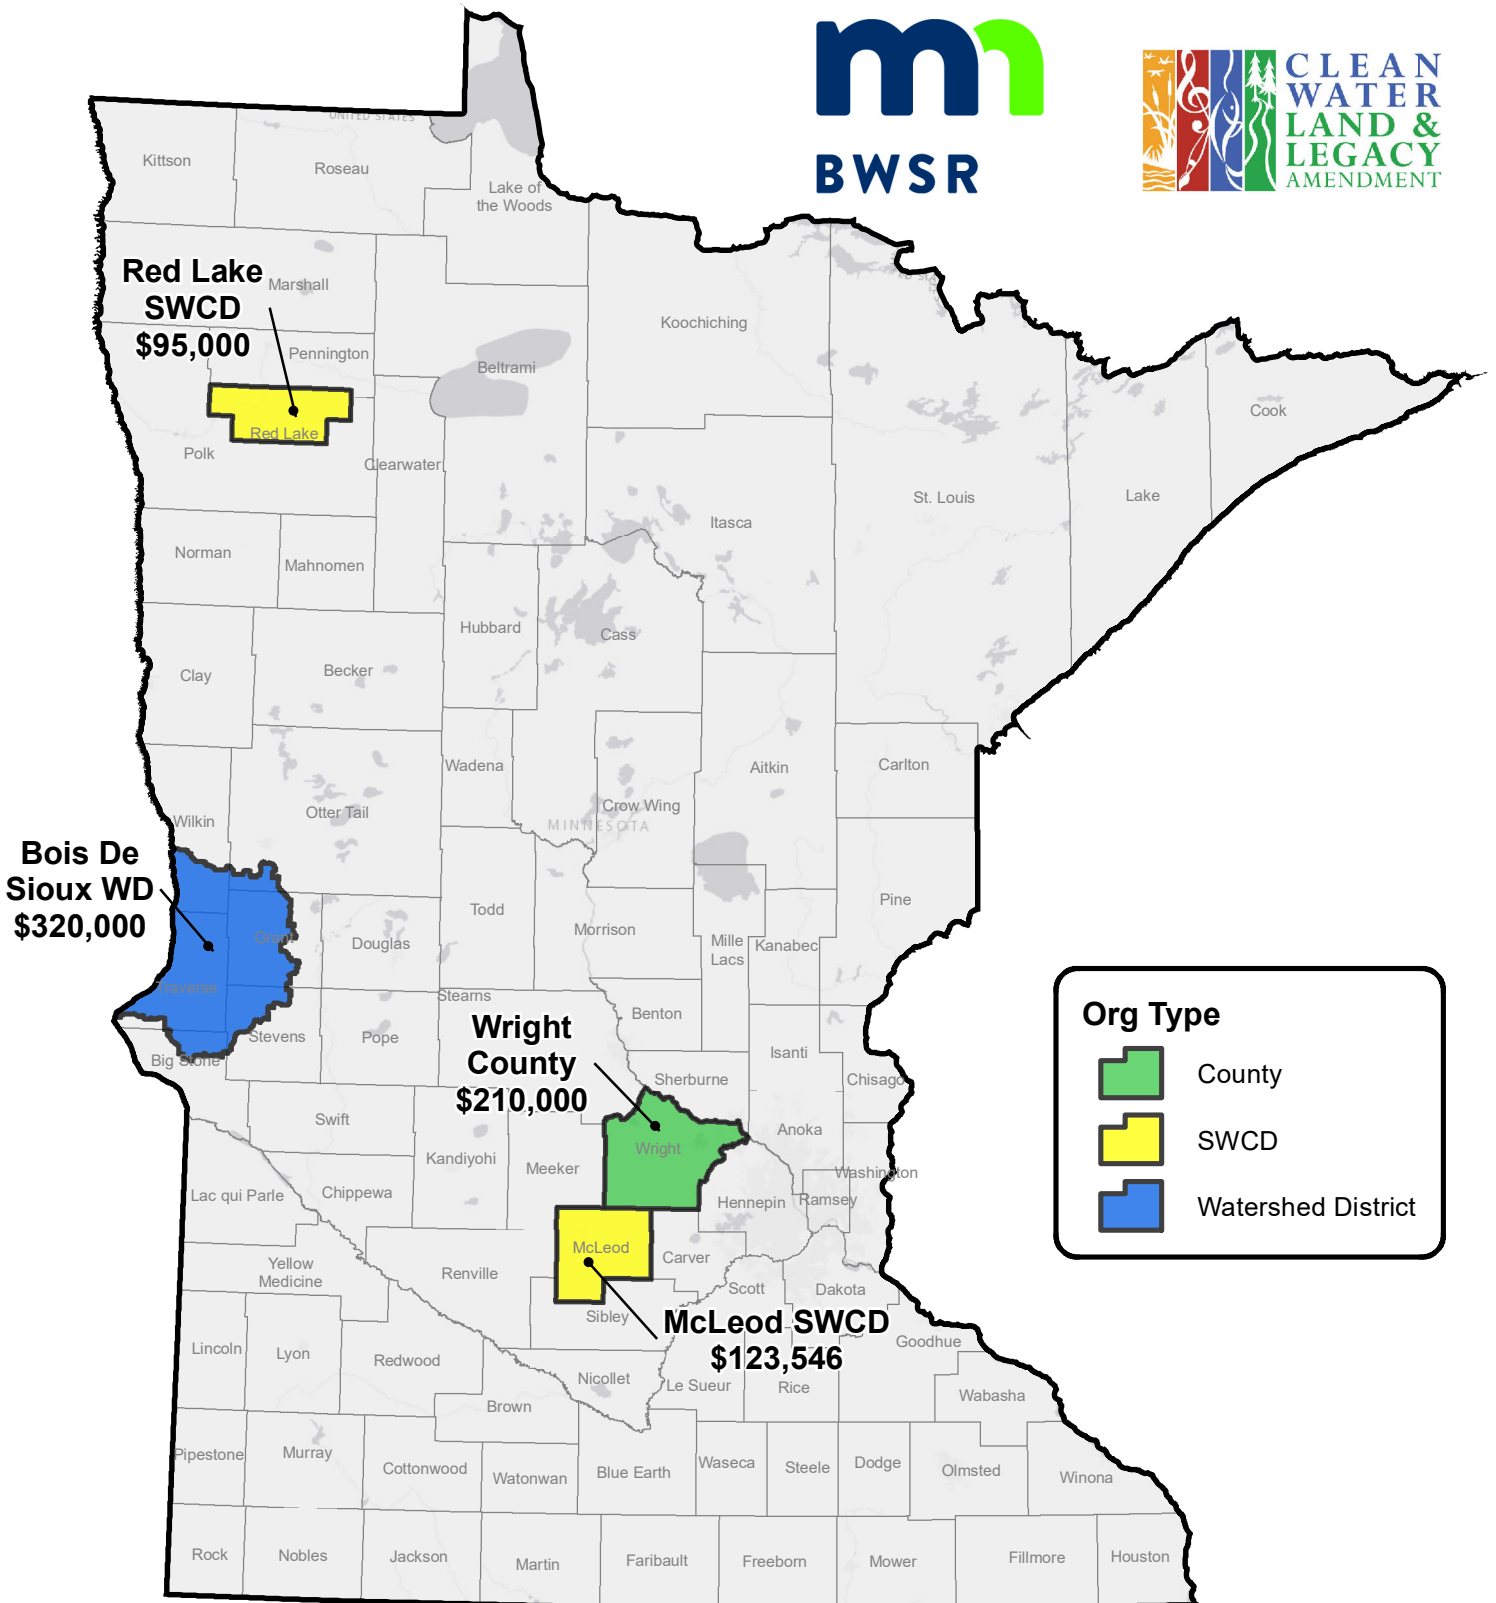 BWSR
CLEAN
WATER
LAND &
LEGACY
AMENDMENT
UNITED STATES
Kittson
Roseau
Lake of
the Woods
Red Lake
SWCD
$95,000
Marshall
Koochiching
Pennington
Beltrami
Cook
Red Lake
Polk
Clearwater
St. Louis
Lake
Itasca
Norman
Mahnomen
Hubbard
Cass
Clay
Becker
Wadena
Aitkin
Carlton
Crow Wing
Otter Tail
Wilkin
MINNESOTA
Bois De
Sioux WD
$320,000
Todd
Pine
Morrison
Grant
Douglas
Mille
Lacs
Kanabec
Traverse
Stearns
Wright
County
$210,000
Benton
Stevens
Pope
Isanti
Big Stone
Sherburne
Chisago
Org Type
County
SWCD
Watershed District
Swift
Anoka
Wright
Kandiyohi
Meeker
Washington
Lac qui Parle
Chippewa
Hennepin
Ramsey
McLeod
Carver
Yellow
Medicine
Renville
Scott
Dakota
Sibley
McLeod SWCD
$123,546
Goodhue
Lincoln
Lyon
Redwood
Nicollet
Le Sueur
Rice
Wabasha
Brown
Pipestone
Murray
Cottonwood
Watonwan
Blue Earth
Waseca
Steele
Dodge
Olmsted
Winona
Rock
Nobles
Jackson
Martin
Faribault
Freeborn
Mower
Fillmore
Houston